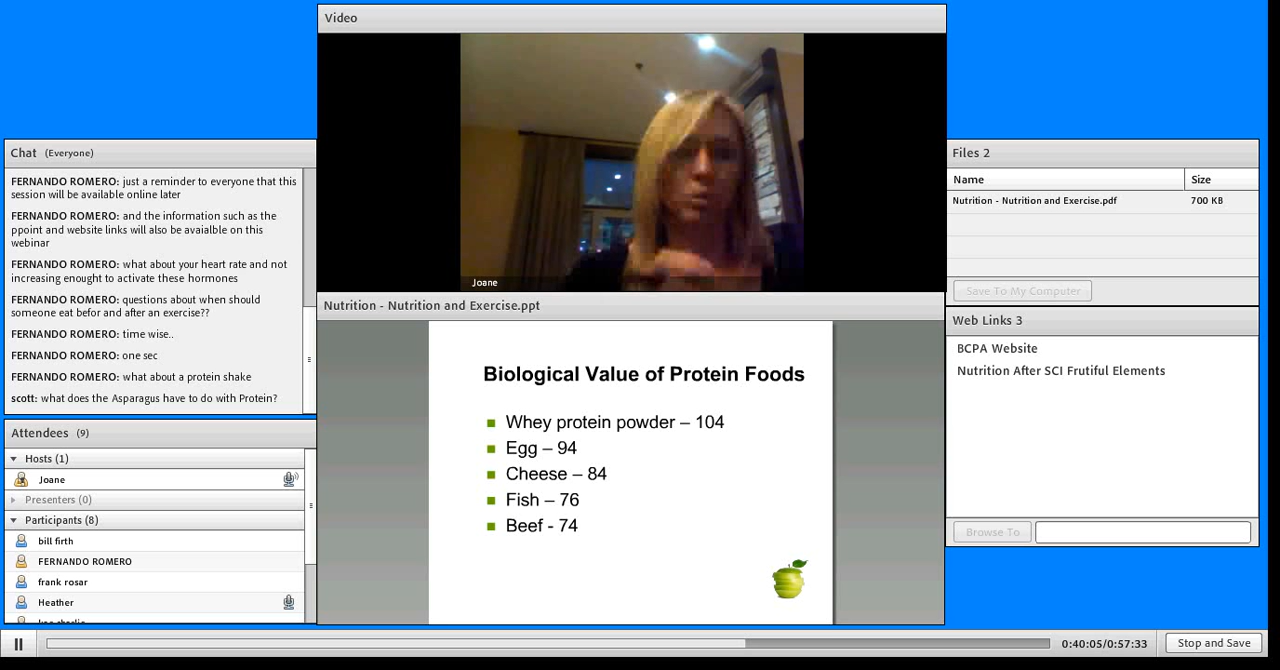 Video
Joane
Chat (Everyone)
FERNANDO ROMERO: just a reminder to everyone that this
session will be available online later
FERNANDO ROMERO: and the information such as the
ppoint and website links will also be avaialble on this
webinar
FERNANDO ROMERO: what about your heart rate and not
increasing enought to activate these hormones
FERNANDO ROMERO: questions about when should
someone eat befor and after an exercise??
FERNANDO ROMERO: time wise..
FERNANDO ROMERO: one sec
FERNANDO ROMERO: what about a protein shake
scott: what does the Asparagus have to do with Protein?
Attendees (9)
Hosts (1)
Joane
Presenters (0)
Participants (8)
bill firth
FERNANDO ROMERO
frank rosar
Heather
Nutrition - Nutrition and Exercise.ppt
Biological Value of Protein Foods
Whey protein powder – 104
Egg – 94
Cheese – 84
Fish – 76
Beef - 74
Files 2
Name Size
Nutrition - Nutrition and Exercise.pdf 700 KB
Save To My Computer
Web Links 3
BCPA Website
Nutrition After SCI Frutiful Elements
Browse To
0:40:05/0:57:33
Stop and Save